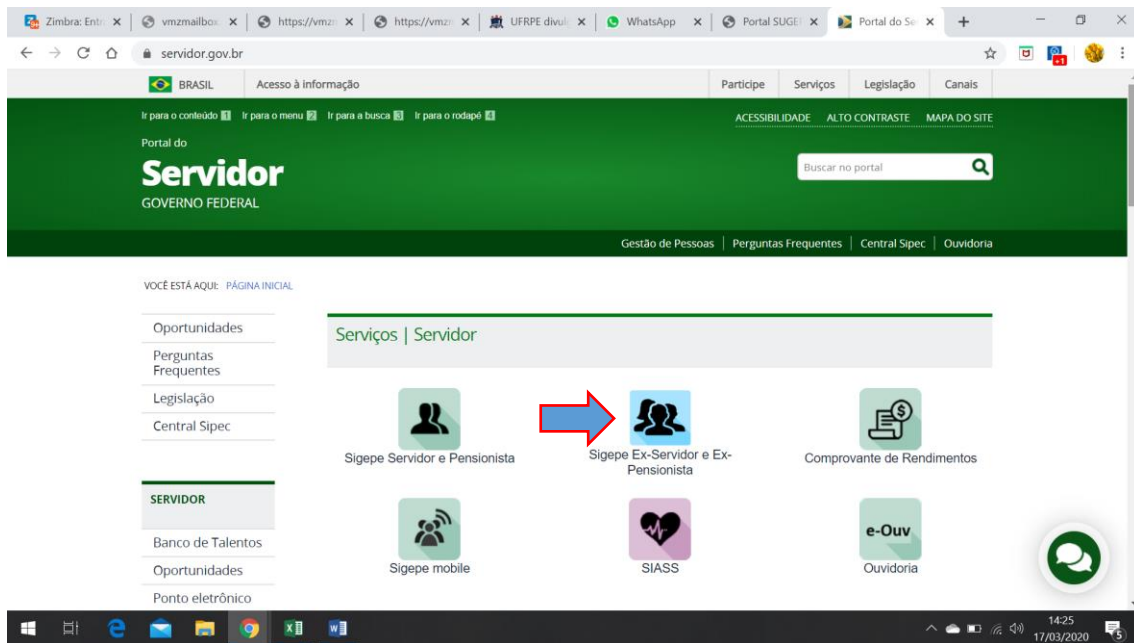 Zimbra: Entr
vmzmailbox.
https://vmzm
https://vmzm
UFRPE divul
WhatsApp
Portal SUGEP
Portal do Se
servidor.gov.br
+1
BRASIL
Acesso à informação
Participe
Serviços
Legislação
Canais
Ir para o conteúdo 1 Ir para o menu 2 Ir para a busca 3 Ir para o rodapé 4
ACESSIBILIDADE ALTO CONTRASTE MAPA DO SITE
Portal do
Servidor
GOVERNO FEDERAL
Buscar no portal
Gestão de Pessoas | Perguntas Frequentes | Central Sipec | Ouvidoria
VOCÊ ESTÁ AQUI: PÁGINA INICIAL
Oportunidades
Perguntas
Frequentes
Legislação
Central Sipec
SERVIDOR
Banco de Talentos
Oportunidades
Ponto eletrônico
Serviços | Servidor
Sigepe Servidor e Pensionista
Sigepe Ex-Servidor e Ex-
Pensionista
Comprovante de Rendimentos
Sigepe mobile
SIASS
e-Ouv
Ouvidoria
14:25
17/03/2020
5